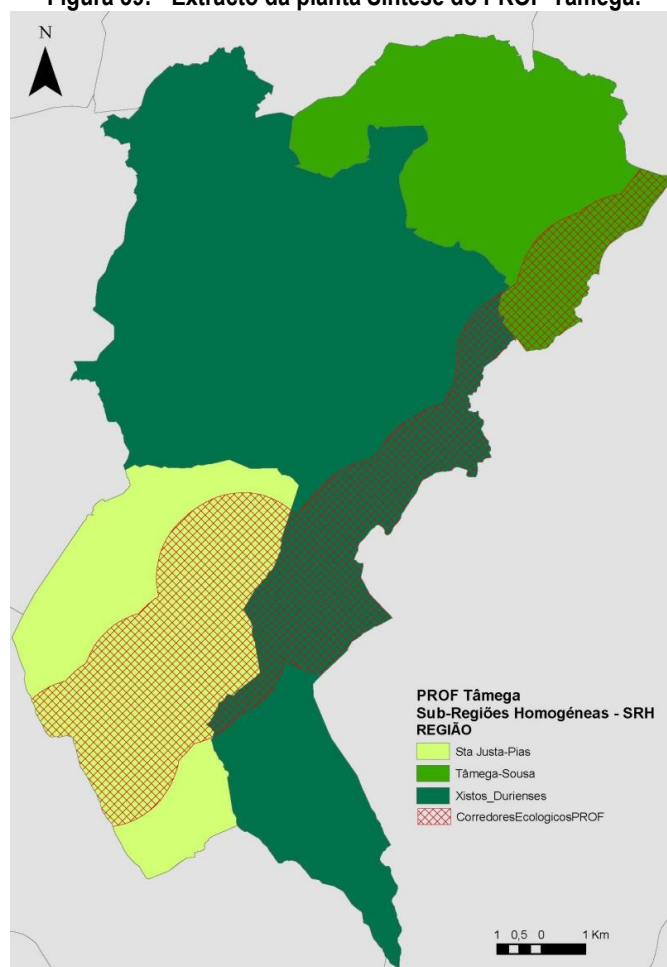 Figura 39. - Extracto da planta Síntese do PROF Tâmega.
N
PROF Tâmega
Sub-Regiões Homogéneas - SRH
REGIÃO
Sta Justa-Pias
Tâmega-Sousa
Xistos_Durienses
CorredoresEcologicosPROF
1 0,5 0 1 Km